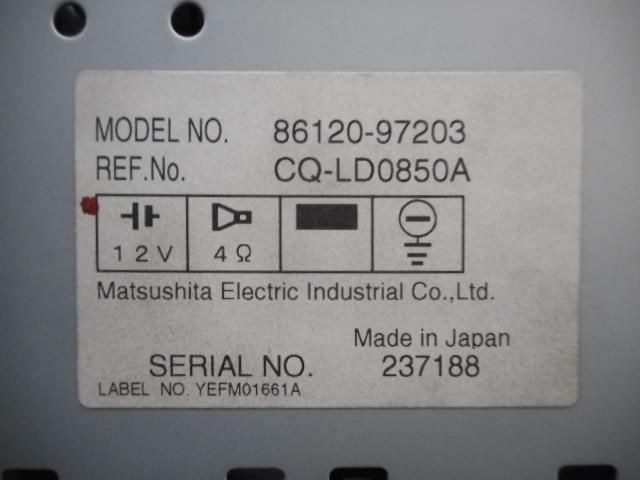 MODEL NO. 86120-97203
REF.No. CQ-LD0850A
12V 4Ω
Matsushita Electric Industrial Co.,Ltd.
Made in Japan
SERIAL NO. 237188
LABEL NO. YEFM01661A